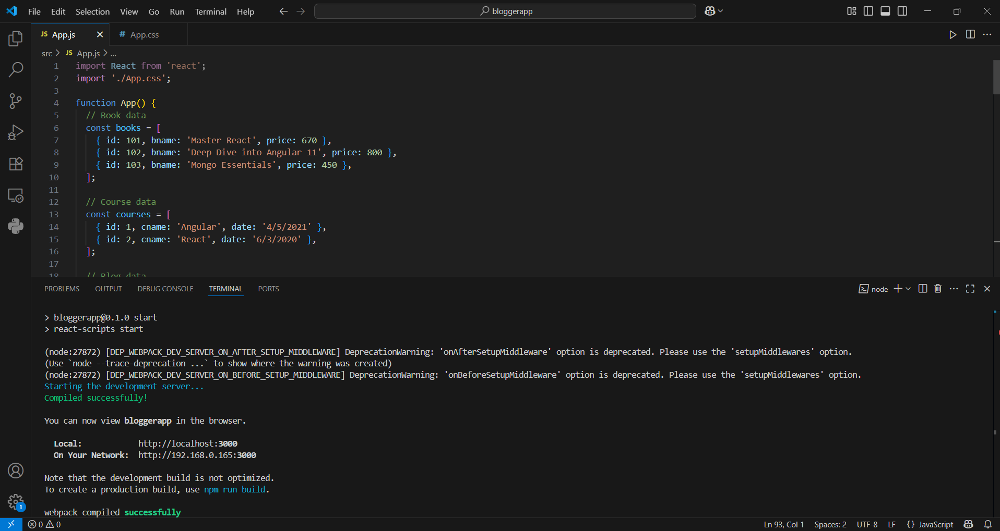 File Edit Selection View Go Run Terminal Help bloggerapp
JS App.js # App.css
src > JS App.js > ...
1 import React from 'react';
2 import './App.css';
3
4 function App() {
5 // Book data
6 const books = [
7 { id: 101, bname: 'Master React', price: 670 },
8 { id: 102, bname: 'Deep Dive into Angular 11', price: 800 },
9 { id: 103, bname: 'Mongo Essentials', price: 450 },
10 ];
11
12 // Course data
13 const courses = [
14 { id: 1, cname: 'Angular', date: '4/5/2021' },
15 { id: 2, cname: 'React', date: '6/3/2020' },
16 ];
17
18 // Blog data
PROBLEMS OUTPUT DEBUG CONSOLE TERMINAL PORTS node
> bloggerapp@0.1.0 start
> react-scripts start
(node:27872) [DEP_WEBPACK_DEV_SERVER_ON_AFTER_SETUP_MIDDLEWARE] DeprecationWarning: 'onAfterSetupMiddleware' option is deprecated. Please use the 'setupMiddlewares' option.
(Use `node --trace-deprecation ...` to show where the warning was created)
(node:27872) [DEP_WEBPACK_DEV_SERVER_ON_BEFORE_SETUP_MIDDLEWARE] DeprecationWarning: 'onBeforeSetupMiddleware' option is deprecated. Please use the 'setupMiddlewares' option.
Starting the development server...
Compiled successfully!
You can now view bloggerapp in the browser.
Local: http://localhost:3000
On Your Network: http://192.168.0.165:3000
Note that the development build is not optimized.
To create a production build, use npm run build.
webpack compiled successfully
1
0 0 Ln 93, Col 1 Spaces: 2 UTF-8 LF {} JavaScript